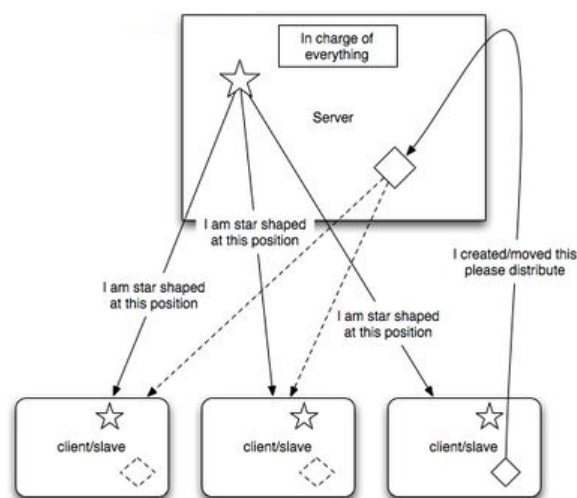 In charge of
everything
Server
I am star shaped
at this position
I created/moved this
please distribute
I am star shaped
at this position
I am star shaped
at this position
client/slave
client/slave
client/slave